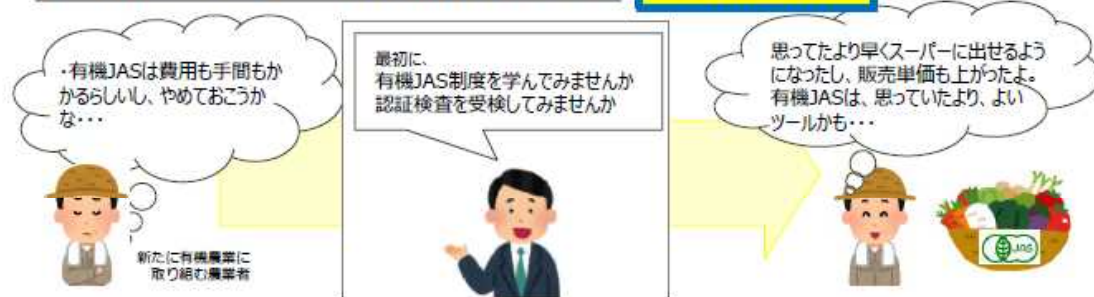 ・有機JASは費用も手間もか
かるらしいし、やめておこうか
な・・・
新たに有機農業に
取り組む農業者
最初に、
有機JAS制度を学んでみませんか
認証検査を受検してみませんか
思ってたより早くスーパーに出せるよう
になったし、販売単価も上がったよ。
有機JASは、思っていたより、よい
ツールかも・・・
JAS